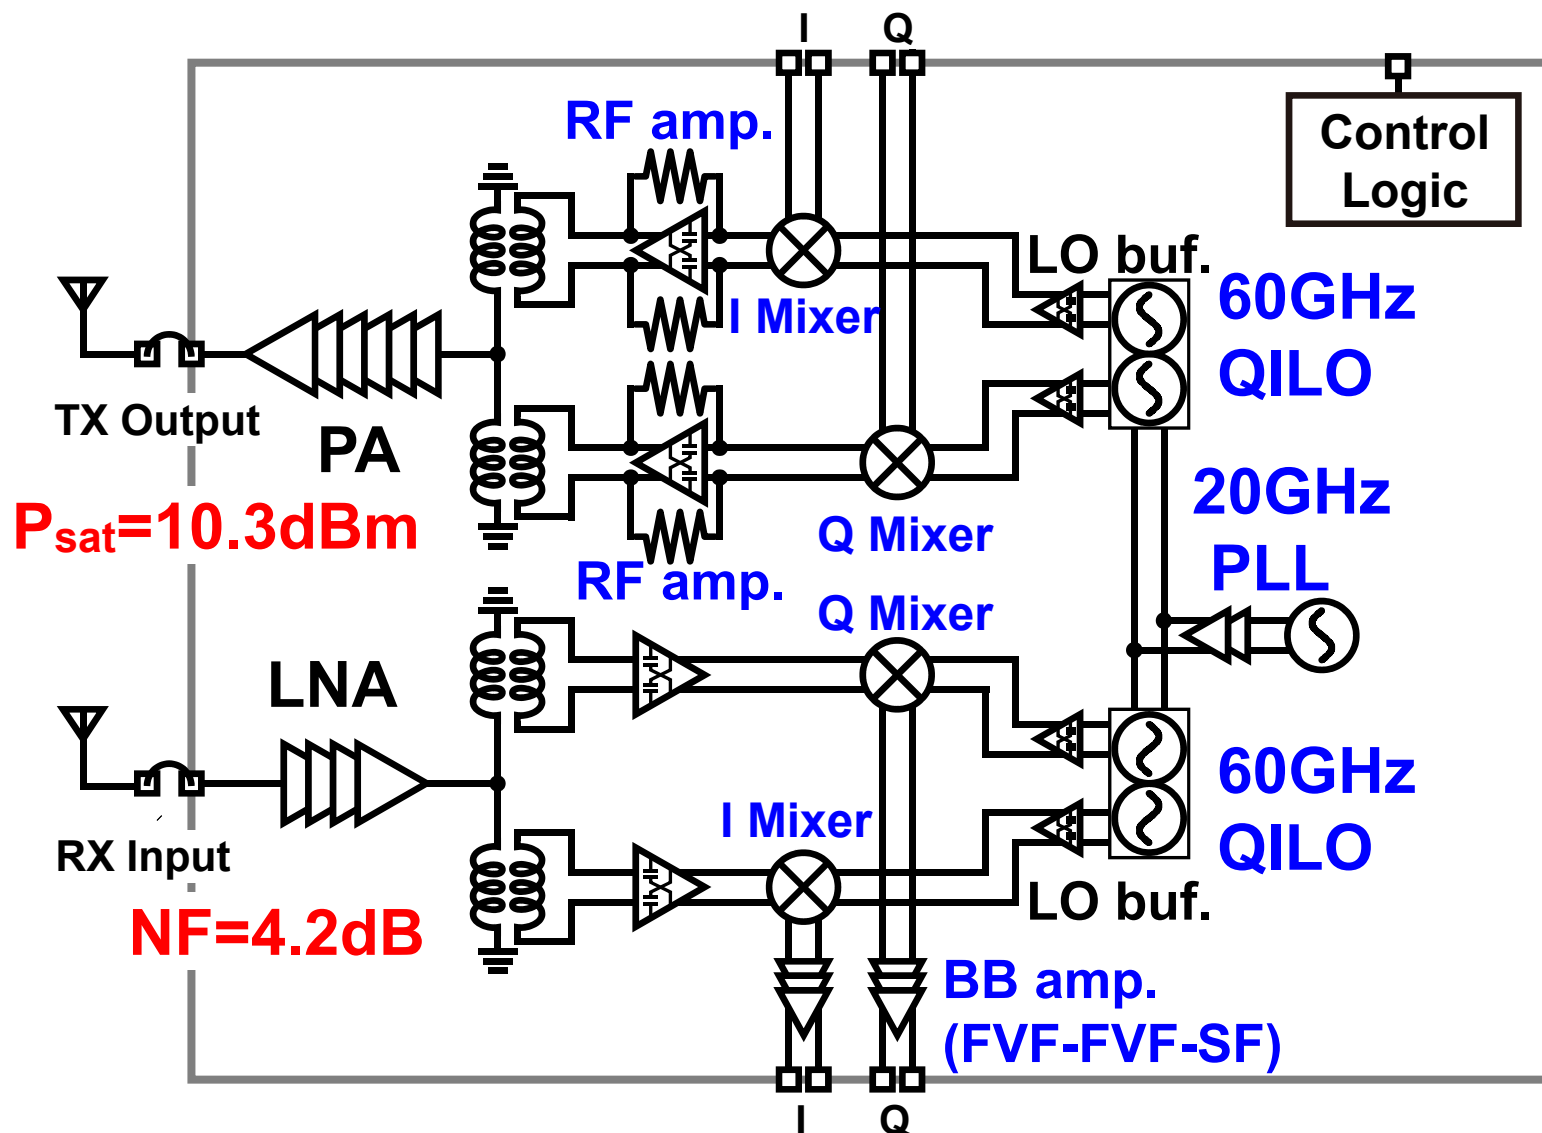 I
Q
RF amp.
Control
Logic
LO buf.
I Mixer
60GHz
QILO
TX Output
PA
Psat=10.3dBm
20GHz
PLL
Q Mixer
RF amp.
Q Mixer
LNA
60GHz
QILO
I Mixer
RX Input
NF=4.2dB
LO buf.
BB amp.
(FVF-FVF-SF)
I
Q